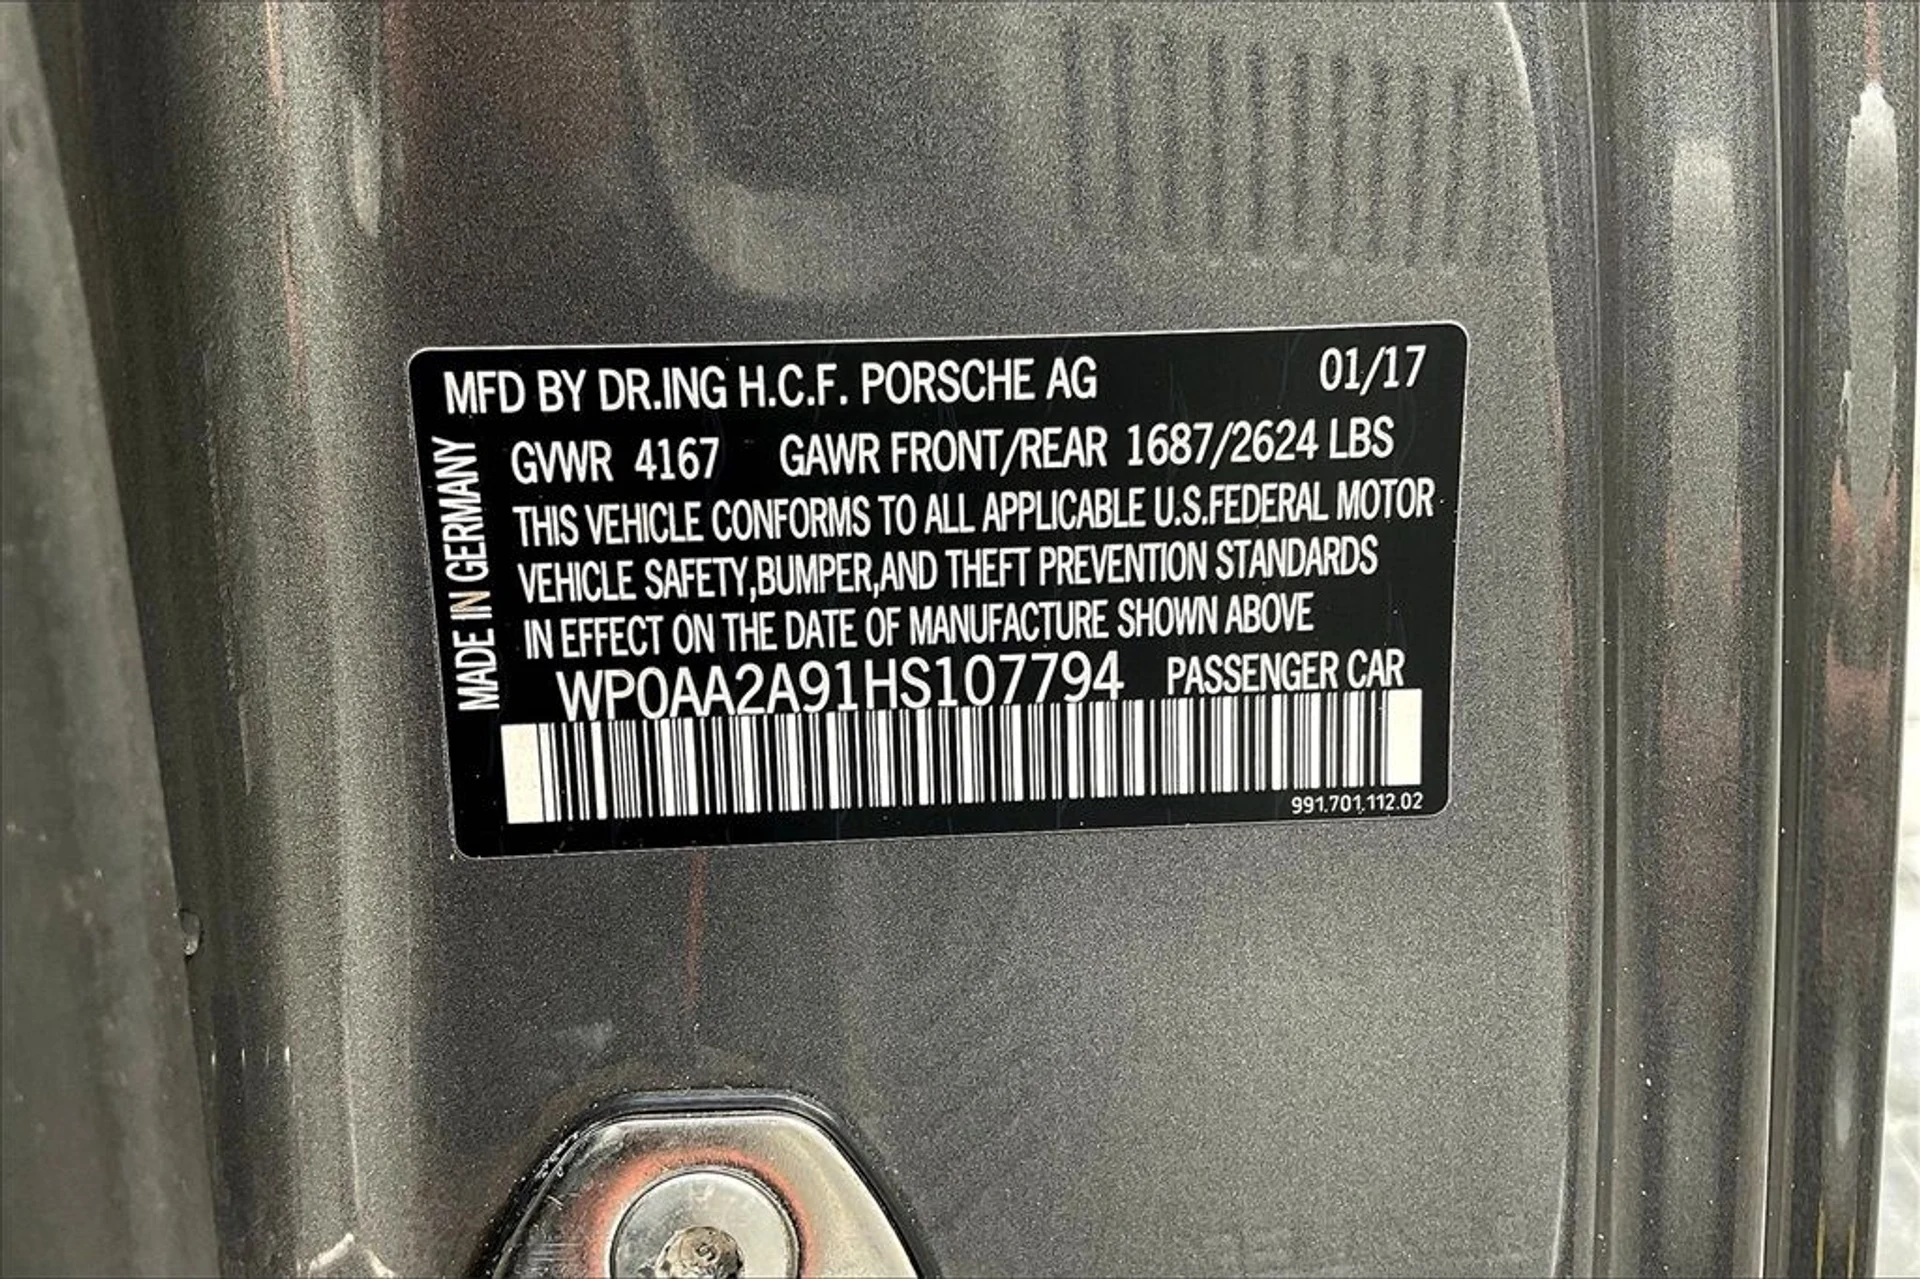 MFD BY DR.ING H.C.F. PORSCHE AG 01/17
GVWR 4167 GAWR FRONT/REAR 1687/2624 LBS
THIS VEHICLE CONFORMS TO ALL APPLICABLE U.S.FEDERAL MOTOR
VEHICLE SAFETY,BUMPER,AND THEFT PREVENTION STANDARDS
IN EFFECT ON THE DATE OF MANUFACTURE SHOWN ABOVE
WP0AA2A91HS107794 PASSENGER CAR
991.701.112.02
MADE IN GERMANY